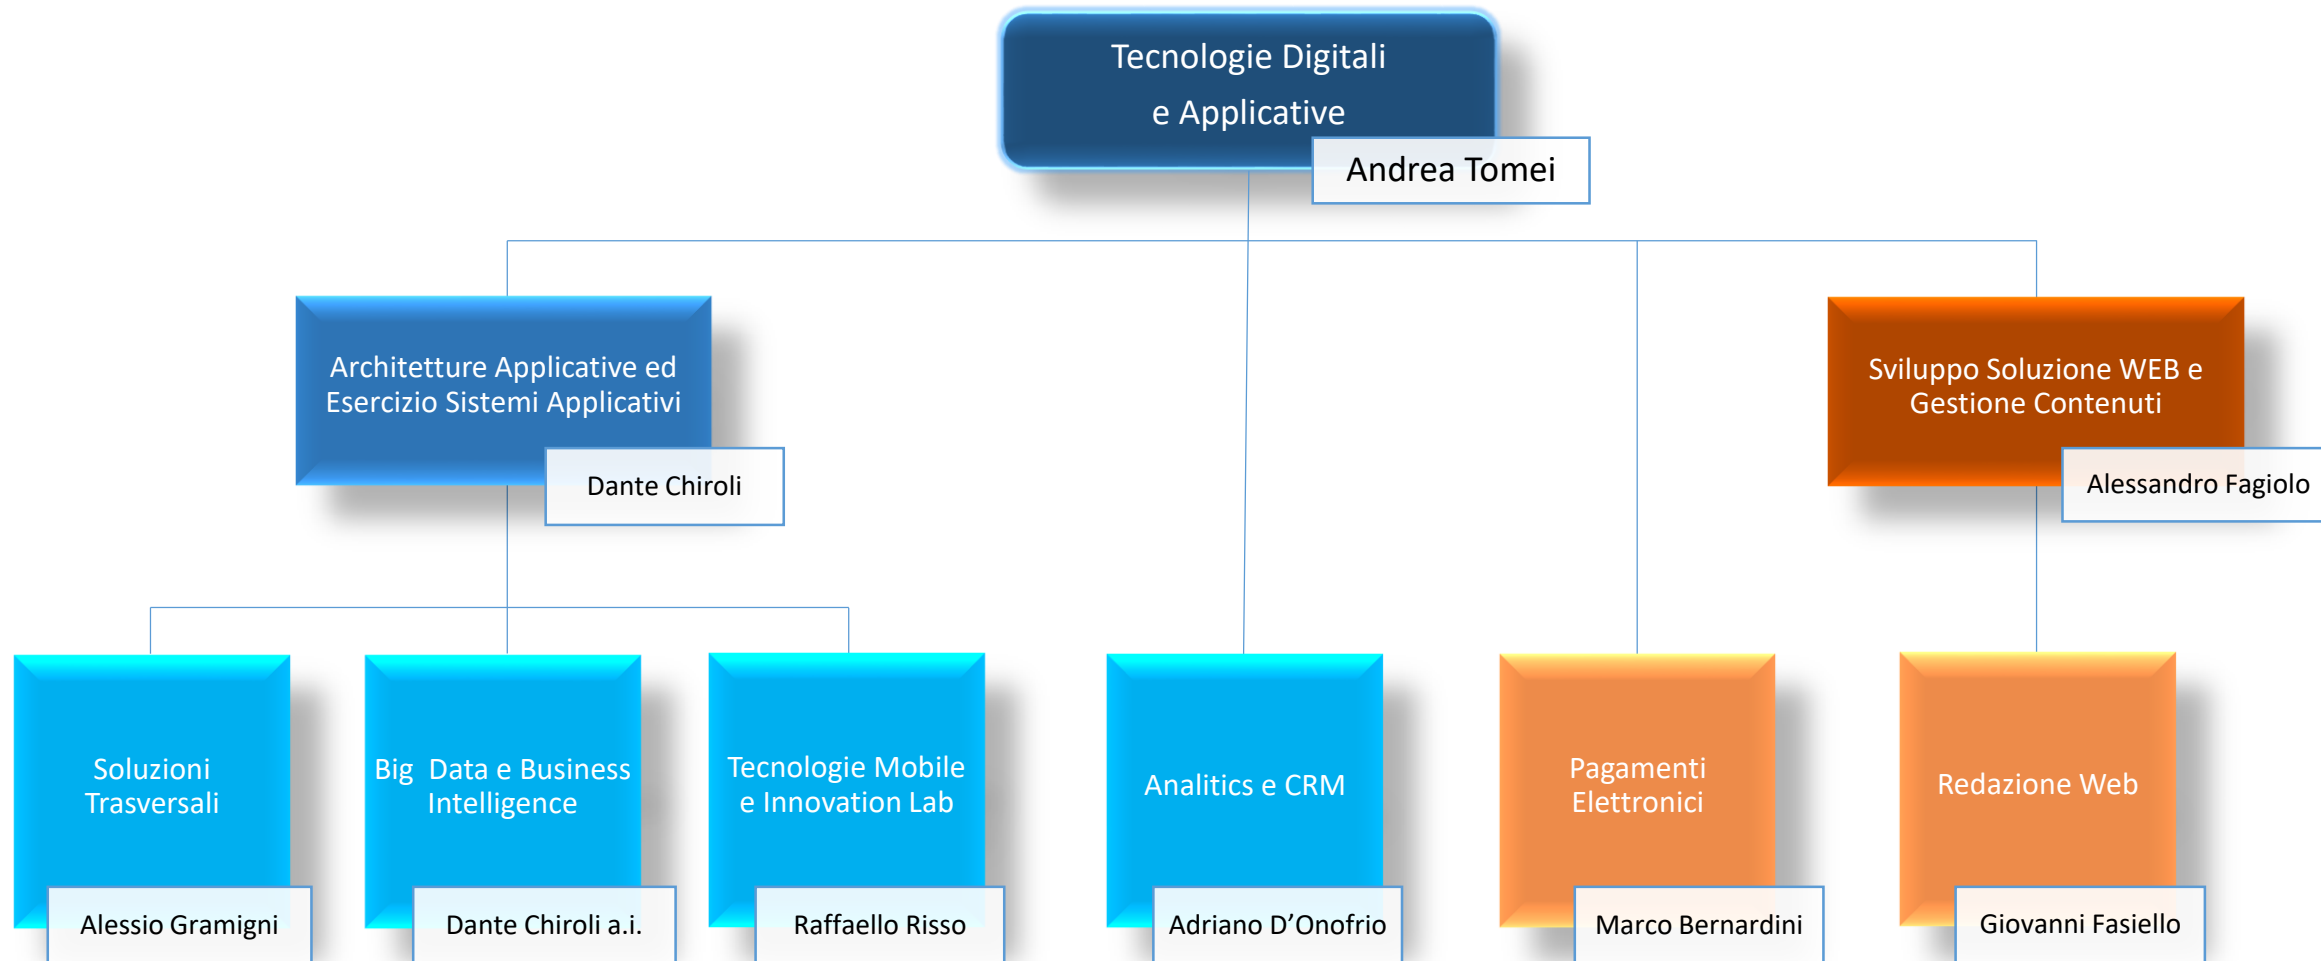 Tecnologie Digitali
e Applicative
Andrea Tomei
Architetture Applicative ed
Esercizio Sistemi Applicativi
Dante Chiroli
Sviluppo Soluzione WEB e
Gestione Contenuti
Alessandro Fagiolo
Soluzioni
Trasversali
Alessio Gramigni
Big  Data e Business
Intelligence
Dante Chiroli a.i.
Tecnologie Mobile
e Innovation Lab
Raffaello Risso
Analitics e CRM
Adriano D’Onofrio
Pagamenti
Elettronici
Marco Bernardini
Redazione Web
Giovanni Fasiello